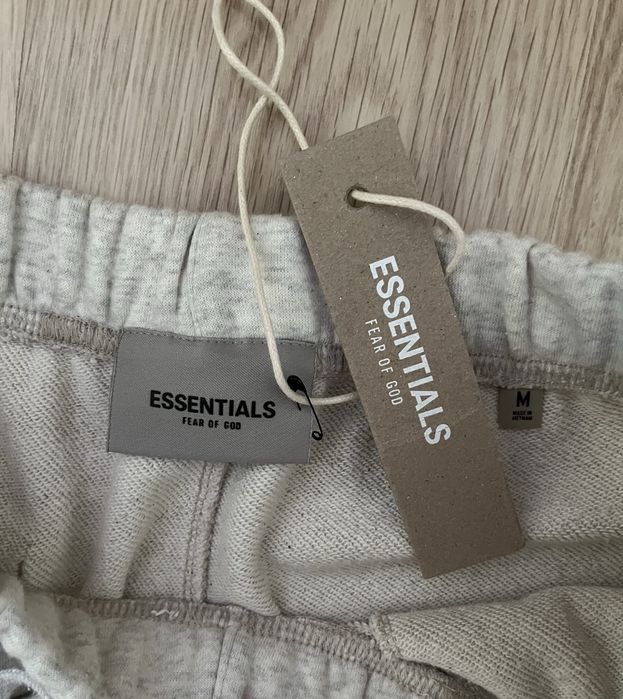 ESSENTIALS
FEAR OF GOD
ESSENTIALS
FEAR OF GOD
M
MADE IN
VIETNAM